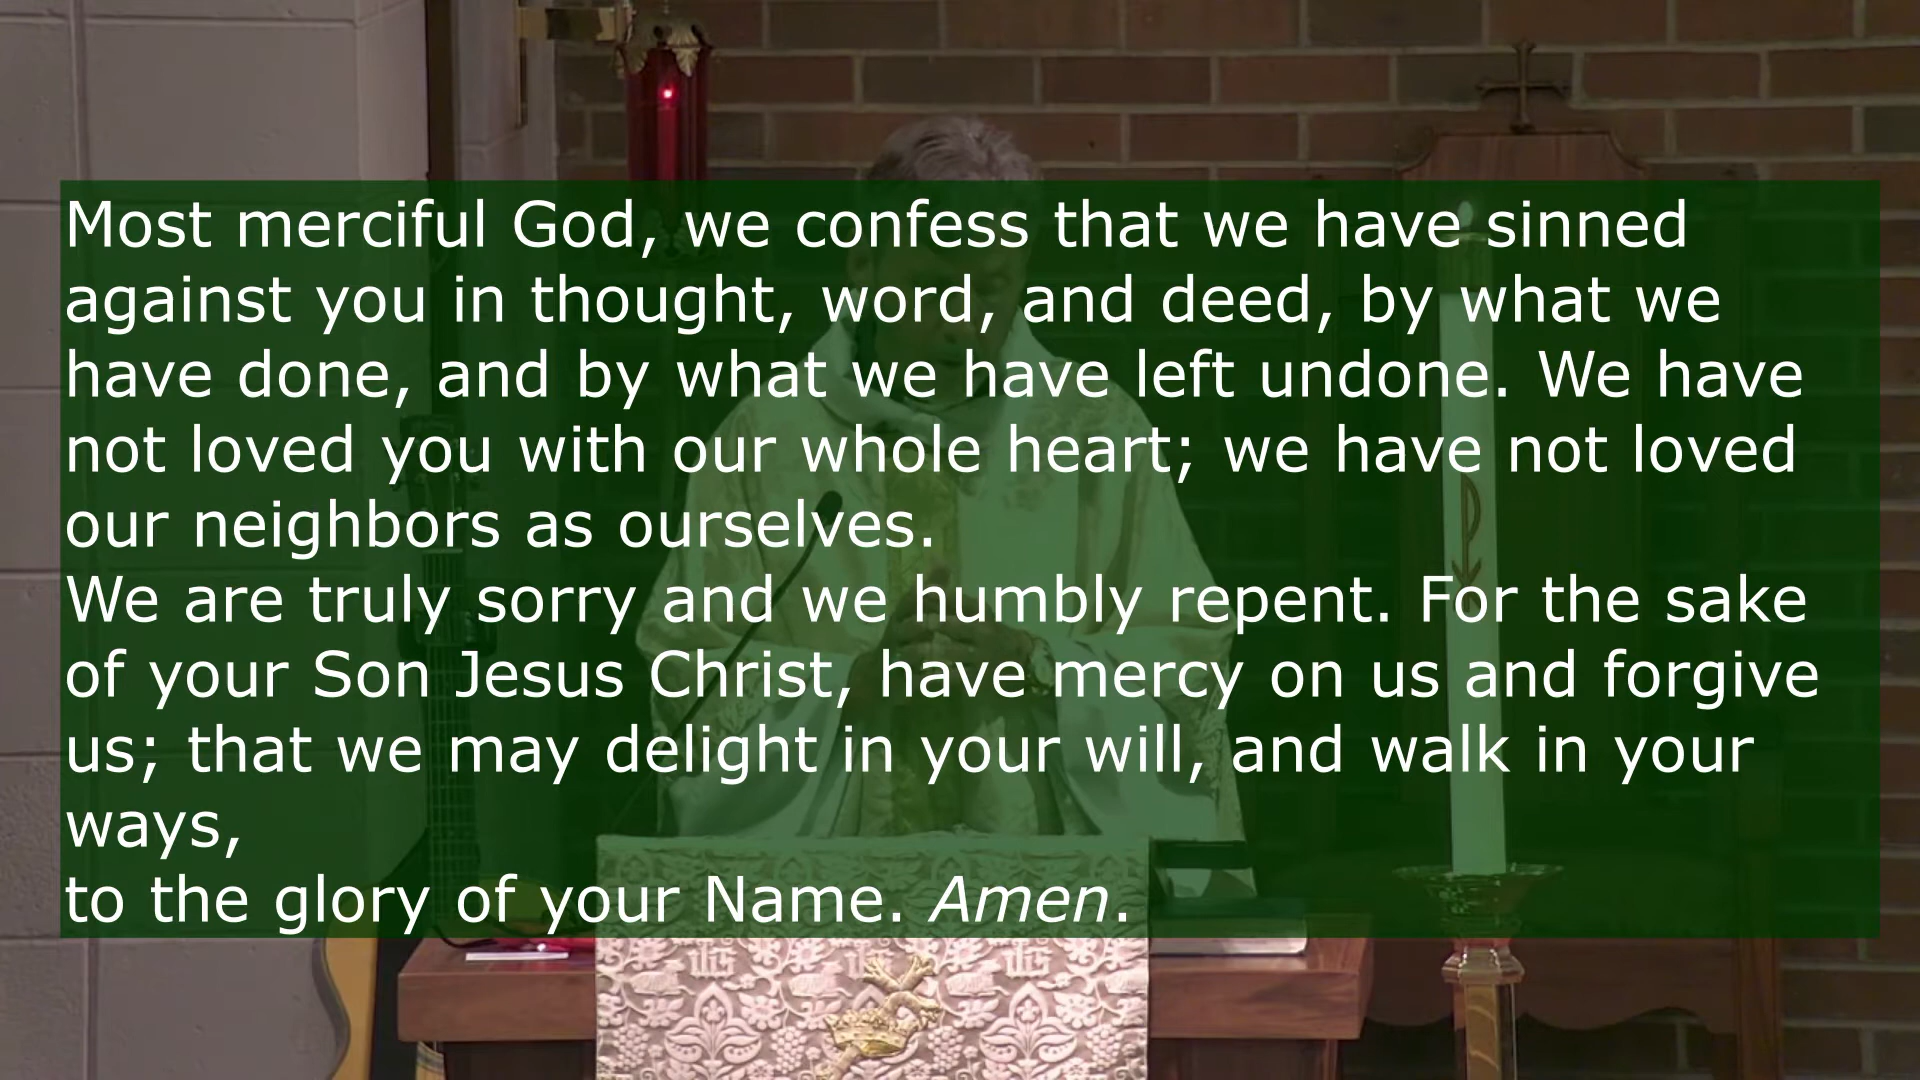 Most merciful God, we confess that we have sinned
against you in thought, word, and deed, by what we
have done, and by what we have left undone. We have
not loved you with our whole heart; we have not loved
our neighbors as ourselves.
We are truly sorry and we humbly repent. For the sake
of your Son Jesus Christ, have mercy on us and forgive
us; that we may delight in your will, and walk in your
ways,
to the glory of your Name. Amen.